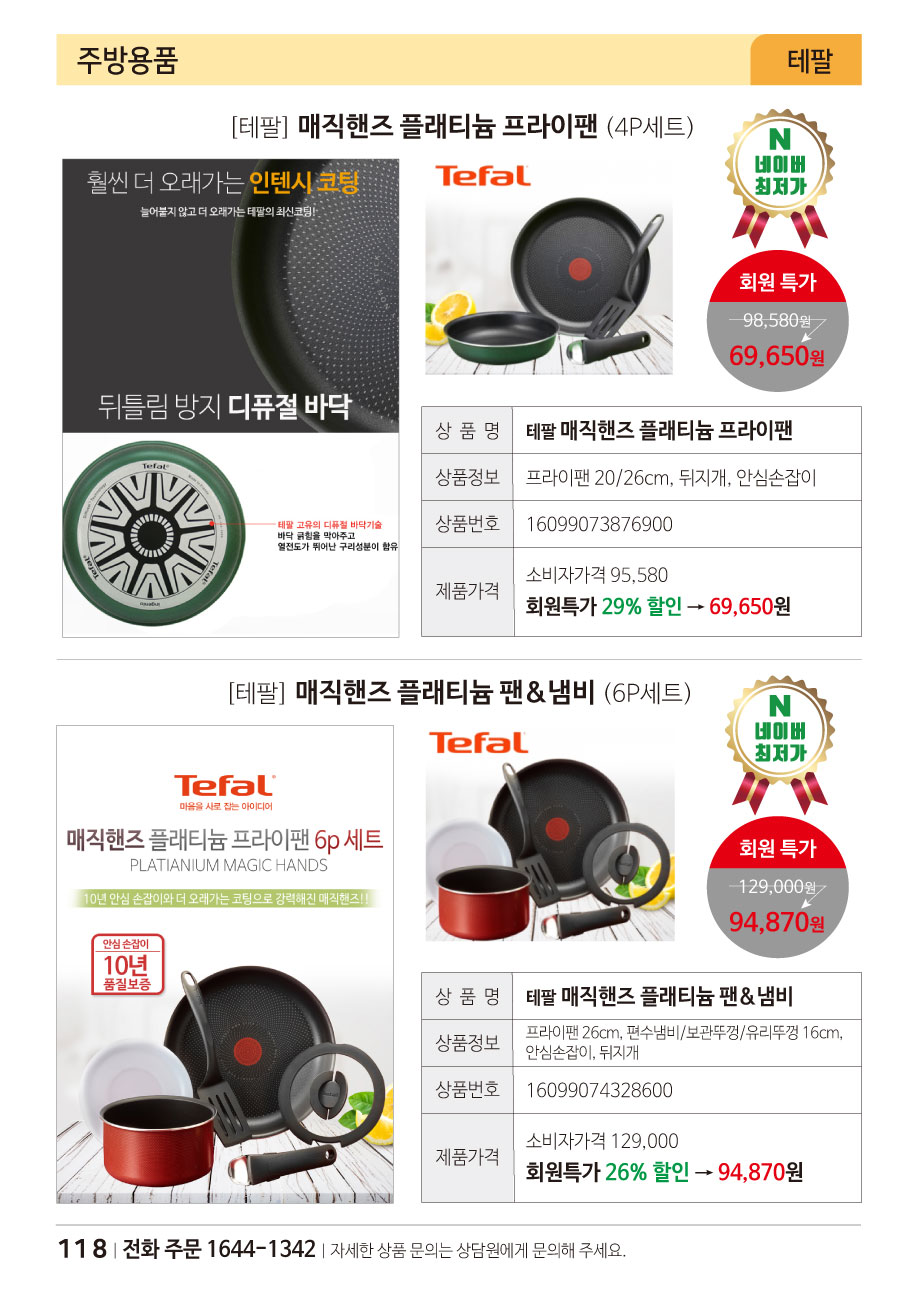 주방용품
테팔
[테팔] 매직핸즈 플래티늄 프라이팬 (4P세트)
N
네이버
최저가
훨씬 더 오래가는 인텐시 코팅
늘어붙지 않고 더 오래가는 테팔의 최신코팅!
뒤틀림 방지 디퓨절 바닥
Tefal
Tefal
Tefal
Ingenio
테팔 고유의 디퓨절 바닥기술
바닥 긁힘을 막아주고
열전도가 뛰어난 구리성분이 함유
Tefal
회원 특가
98,580원
69,650원
상 품 명 테팔 매직핸즈 플래티늄 프라이팬
상품정보 프라이팬 20/26cm, 뒤지개, 안심손잡이
상품번호 16099073876900
제품가격 소비자가격 95,580
회원특가 29% 할인 → 69,650원
[테팔] 매직핸즈 플래티늄 팬&냄비 (6P세트)
N
네이버
최저가
Tefal
마음을 사로 잡는 아이디어
매직핸즈 플래티늄 프라이팬 6p 세트
PLATIANIUM MAGIC HANDS
10년 안심 손잡이와 더 오래가는 코팅으로 강력해진 매직핸즈!!
안심 손잡이
10년
품질보증
Tefal
회원 특가
129,000원
94,870원
상 품 명 테팔 매직핸즈 플래티늄 팬&냄비
상품정보 프라이팬 26cm, 편수냄비/보관뚜껑/유리뚜껑 16cm,
안심손잡이, 뒤지개
상품번호 16099074328600
제품가격 소비자가격 129,000
회원특가 26% 할인 → 94,870원
118 | 전화 주문 1644-1342 | 자세한 상품 문의는 상담원에게 문의해 주세요.